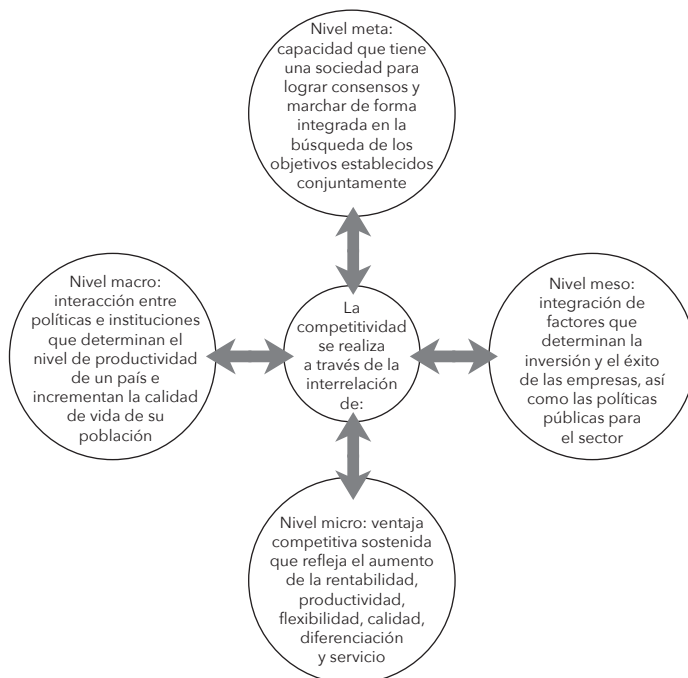 Nivel meta:
capacidad que tiene
una sociedad para
lograr consensos y
marchar de forma
integrada en la
búsqueda de los
objetivos establecidos
conjuntamente
Nivel macro:
interacción entre
políticas e instituciones
que determinan el
nivel de productividad
de un país e
incrementan la calidad
de vida de su
población
La
competitividad
se realiza
a través de la
interrelación
de:
Nivel meso:
integración de
factores que
determinan la
inversión y el éxito
de las empresas, así
como las políticas
públicas para
el sector
Nivel micro: ventaja
competitiva sostenida
que refleja el aumento
de la rentabilidad,
productividad,
flexibilidad, calidad,
diferenciación
y servicio